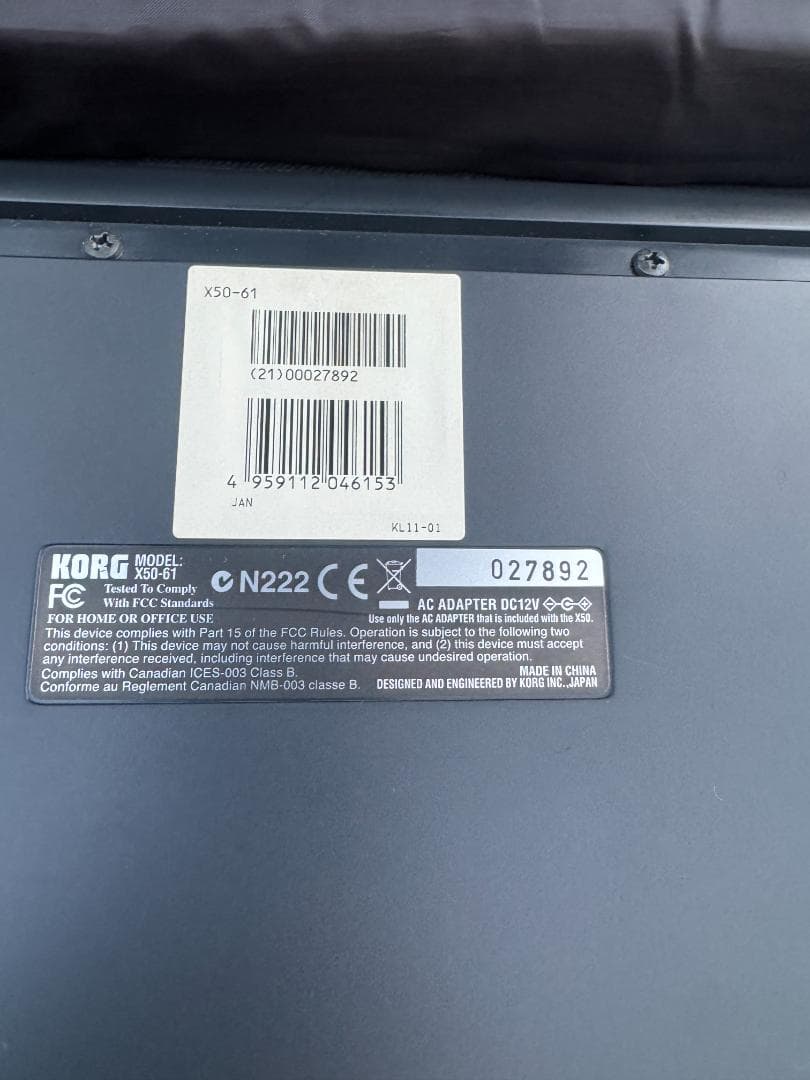 X50-61
(21)00027892
4 959112 046153
JAN
KL11-01
KORG MODEL:
X50-61
FC Tested To Comply
With FCC Standards
FOR HOME OR OFFICE USE
N222 CE
027892
AC ADAPTER DC12V
Use only the AC ADAPTER that is included with the X50.
This device complies with Part 15 of the FCC Rules. Operation is subject to the following two
conditions: (1) This device may not cause harmful interference, and (2) this device must accept
any interference received, including interference that may cause undesired operation.
Complies with Canadian ICES-003 Class B.
Conforme au Reglement Canadian NMB-003 classe B.
MADE IN CHINA
DESIGNED AND ENGINEERED BY KORG INC.,JAPAN